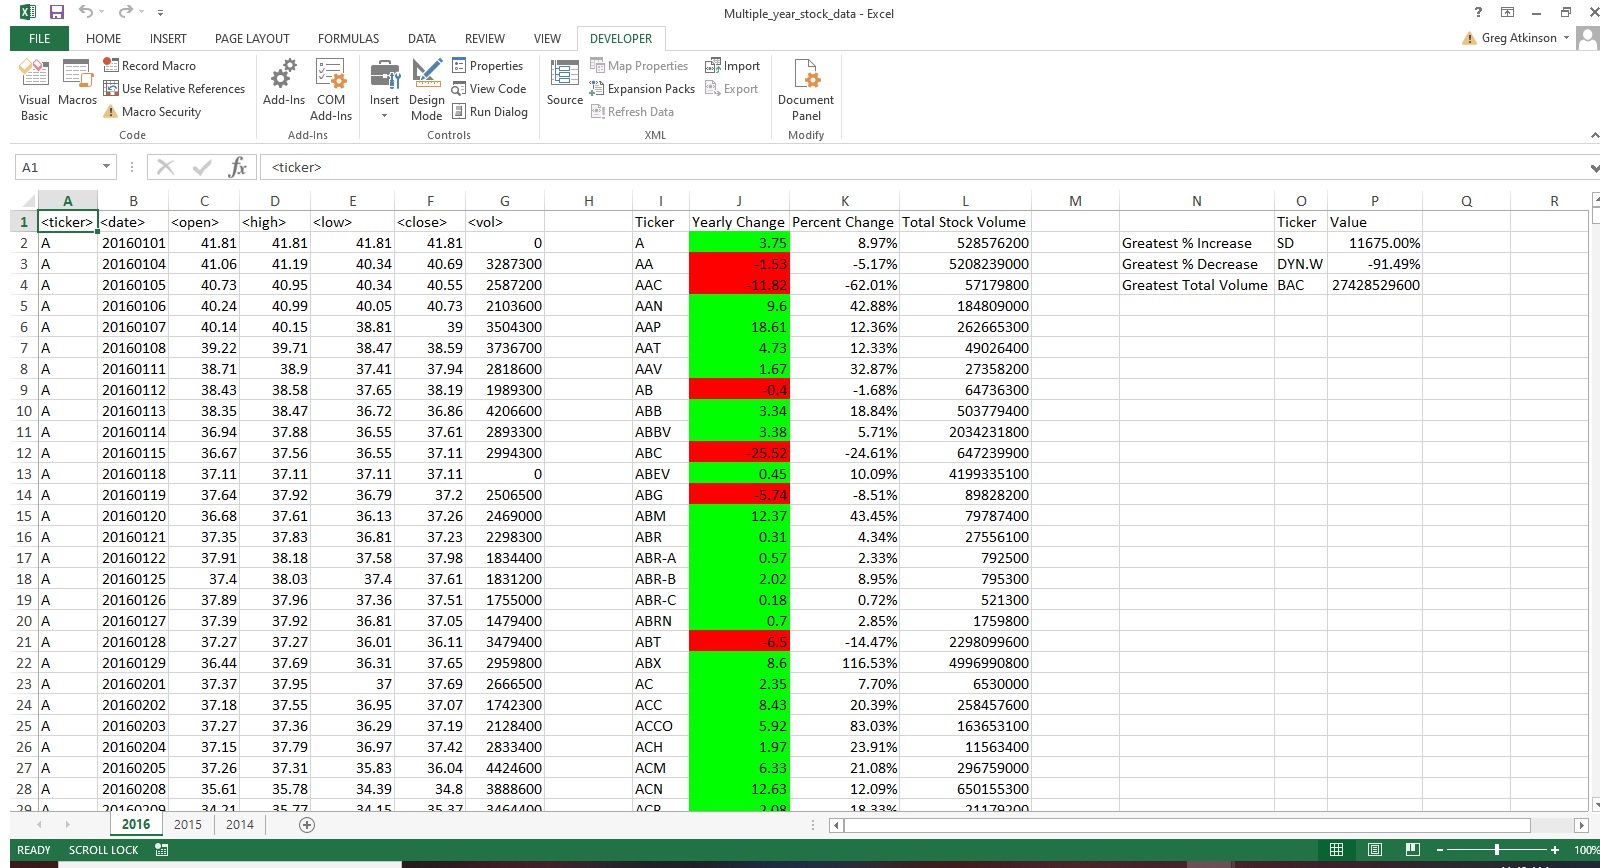 Multiple_year_stock_data - Excel
?
FILE HOME INSERT PAGE LAYOUT FORMULAS DATA REVIEW VIEW DEVELOPER Greg Atkinson
Visual Basic
Macros
Record Macro
Use Relative References
Macro Security
Code
Add-Ins
COM Add-Ins
Add-Ins
Insert
Design Mode
Properties
View Code
Run Dialog
Controls
Source
Map Properties
Expansion Packs
Refresh Data
Import
Export
XML
Document Panel
Modify
A1 fx <ticker>
A B C D E F G H I J K L M N O P Q R
1 <ticker> <date> <open> <high> <low> <close> <vol> Ticker Yearly Change Percent Change Total Stock Volume Ticker Value
2 A 20160101 41.81 41.81 41.81 41.81 0 A 3.75 8.97% 528576200 Greatest % Increase SD 11675.00%
3 A 20160104 41.06 41.19 40.34 40.69 3287300 AA -1.53 -5.17% 5208239000 Greatest % Decrease DYN.W -91.49%
4 A 20160105 40.73 40.95 40.34 40.55 2587200 AAC -11.82 -62.01% 57179800 Greatest Total Volume BAC 27428529600
5 A 20160106 40.24 40.99 40.05 40.73 2103600 AAN 9.6 42.88% 184809000
6 A 20160107 40.14 40.15 38.81 39 3504300 AAP 18.61 12.36% 262665300
7 A 20160108 39.22 39.71 38.47 38.59 3736700 AAT 4.73 12.33% 49026400
8 A 20160111 38.71 38.9 37.41 37.94 2818600 AAV 1.67 32.87% 27358200
9 A 20160112 38.43 38.58 37.65 38.19 1989300 AB -0.4 -1.68% 64736300
10 A 20160113 38.35 38.47 36.72 36.86 4206600 ABB 3.34 18.84% 503779400
11 A 20160114 36.94 37.88 36.55 37.61 2893300 ABBV 3.38 5.71% 2034231800
12 A 20160115 36.67 37.56 36.55 37.11 2994300 ABC -25.52 -24.61% 647239900
13 A 20160118 37.11 37.11 37.11 37.11 0 ABEV 0.45 10.09% 4199335100
14 A 20160119 37.64 37.92 36.79 37.2 2506500 ABG -5.74 -8.51% 89828200
15 A 20160120 36.68 37.61 36.13 37.26 2469000 ABM 12.37 43.45% 79787400
16 A 20160121 37.35 37.83 36.81 37.23 2298300 ABR 0.31 4.34% 27556100
17 A 20160122 37.91 38.18 37.58 37.98 1834400 ABR-A 0.57 2.33% 792500
18 A 20160125 37.4 38.03 37.4 37.61 1831200 ABR-B 2.02 8.95% 795300
19 A 20160126 37.89 37.96 37.36 37.51 1755000 ABR-C 0.18 0.72% 521300
20 A 20160127 37.39 37.92 36.81 37.05 1479400 ABRN 0.7 2.85% 1759800
21 A 20160128 37.27 37.27 36.01 36.11 3479400 ABT -6.5 -14.47% 2298099600
22 A 20160129 36.44 37.69 36.31 37.65 2959800 ABX 8.6 116.53% 4996990800
23 A 20160201 37.37 37.95 37 37.69 2666500 AC 2.35 7.70% 6530000
24 A 20160202 37.18 37.55 36.95 37.07 1742300 ACC 8.43 20.39% 258457600
25 A 20160203 37.27 37.36 36.29 37.19 2128400 ACCO 5.92 83.03% 163653100
26 A 20160204 37.15 37.79 36.97 37.42 2833400 ACH 1.97 23.91% 11563400
27 A 20160205 37.26 37.31 35.83 36.04 4424600 ACM 6.33 21.08% 296759000
28 A 20160208 35.61 35.78 34.39 34.8 3888600 ACN 12.63 12.09% 650155300
29 A 20160209 34.21 35.77 34.15 35.37 3464400 2.08 18.33% 21179200
2016 2015 2014
READY SCROLL LOCK 100%